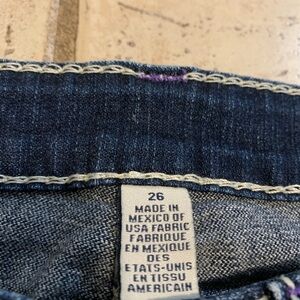 26
MADE IN
MEXICO OF
USA FABRIC
FABRIQUE
EN MEXIQUE
DES
ETATS-UNIS
EN TISSU
AMERICAIN